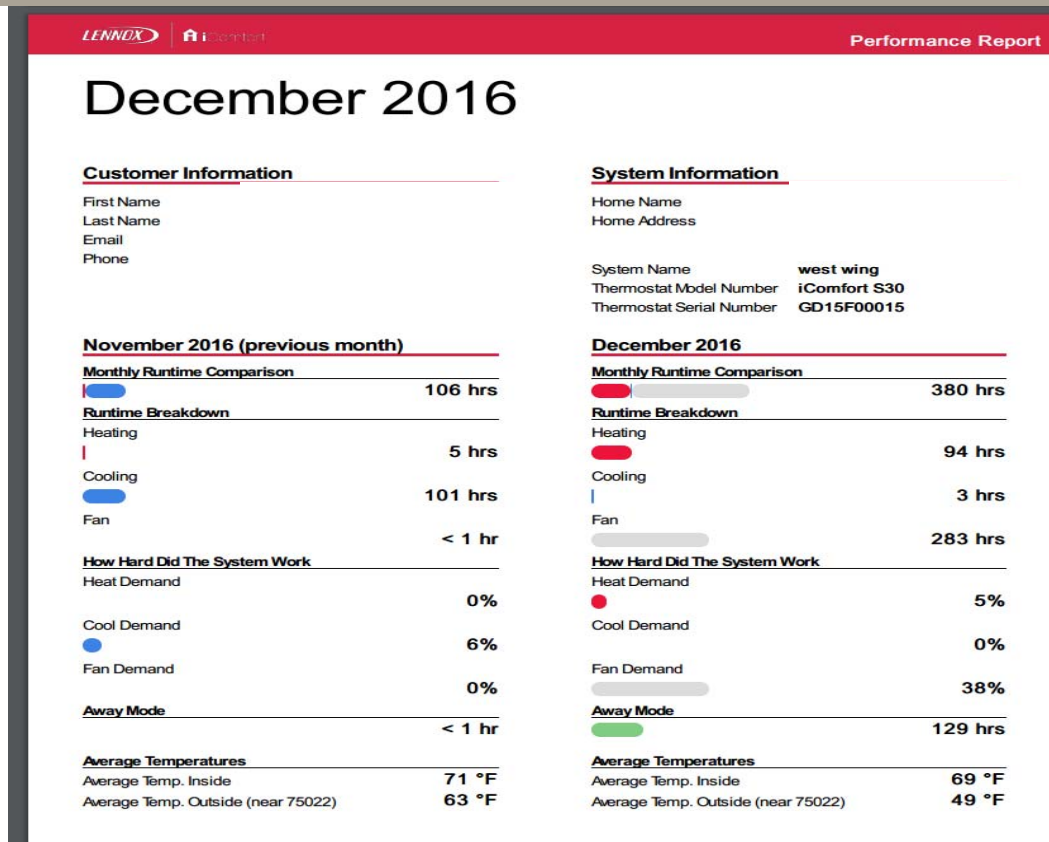 LENNOX iComfort
Performance Report
December 2016
Customer Information
First Name
Last Name
Email
Phone
System Information
Home Name
Home Address
System Name west wing
Thermostat Model Number iComfort S30
Thermostat Serial Number GD15F00015
November 2016 (previous month)
Monthly Runtime Comparison
106 hrs
Runtime Breakdown
Heating
5 hrs
Cooling
101 hrs
Fan
< 1 hr
How Hard Did The System Work
Heat Demand
0%
Cool Demand
6%
Fan Demand
0%
Away Mode
< 1 hr
Average Temperatures
Average Temp. Inside 71 °F
Average Temp. Outside (near 75022) 63 °F
December 2016
Monthly Runtime Comparison
380 hrs
Runtime Breakdown
Heating
94 hrs
Cooling
3 hrs
Fan
283 hrs
How Hard Did The System Work
Heat Demand
5%
Cool Demand
0%
Fan Demand
38%
Away Mode
129 hrs
Average Temperatures
Average Temp. Inside 69 °F
Average Temp. Outside (near 75022) 49 °F